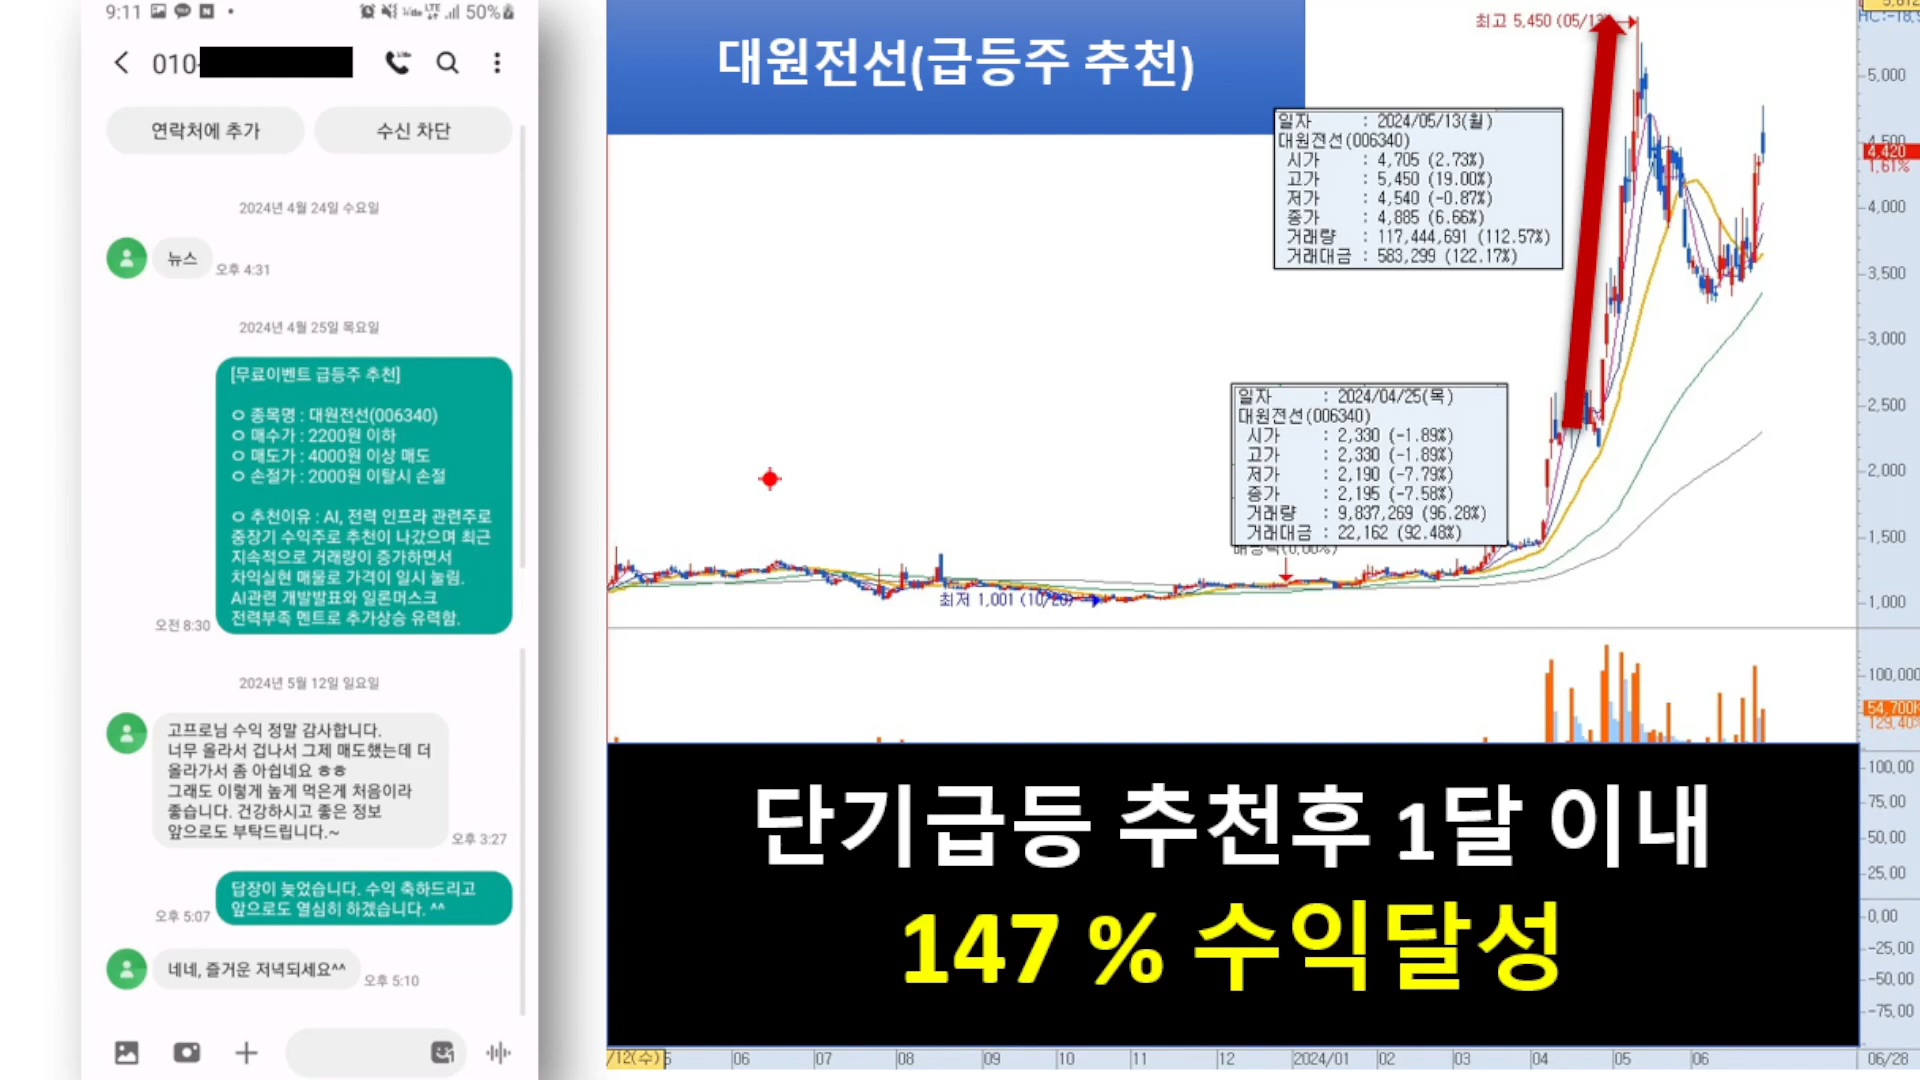 9:11
LTE
50%
010-
연락처에 추가
수신 차단
2024년 4월 24일 수요일
뉴스
오후 4:31
2024년 4월 25일 목요일
[무료이벤트 급등주 추천]
ㅇ 종목명 : 대원전선(006340)
ㅇ 매수가 : 2200원 이하
ㅇ 매도가 : 4000원 이상 매도
ㅇ 손절가 : 2000원 이탈시 손절
ㅇ 추천이유 : AI, 전력 인프라 관련주로
중장기 수익주로 추천이 나갔으며 최근
지속적으로 거래량이 증가하면서
차익실현 매물로 가격이 일시 눌림.
AI관련 개발발표와 일론머스크
전력부족 멘트로 추가상승 유력함.
오전 8:30
2024년 5월 12일 일요일
고프로님 수익 정말 감사합니다.
너무 올라서 겁나서 그제 매도했는데 더
올라가서 좀 아쉽네요 ㅎㅎ
그래도 이렇게 높게 먹은게 처음이라
좋습니다. 건강하시고 좋은 정보
앞으로도 부탁드립니다.~
오후 3:27
답장이 늦었습니다. 수익 축하드리고
앞으로도 열심히 하겠습니다. ^^
오후 5:07
네네, 즐거운 저녁되세요^^
오후 5:10
대원전선(급등주 추천)
최고 5,450 (05/13)
일자 : 2024/05/13(월)
대원전선(006340)
시가 : 4,705 (2.73%)
고가 : 5,450 (19.00%)
저가 : 4,540 (-0.87%)
종가 : 4,885 (6.66%)
거래량 : 117,444,691 (112.57%)
거래대금 : 583,299 (122.17%)
일자 : 2024/04/25(목)
대원전선(006340)
시가 : 2,330 (-1.89%)
고가 : 2,330 (-1.89%)
저가 : 2,190 (-7.79%)
종가 : 2,195 (-7.58%)
거래량 : 9,837,269 (96.28%)
거래대금 : 22,162 (92.48%)
배당락(0,00%)
최저 1,001 (10/20)
5,000
4,500
4,420
1,61%
4,000
3,500
3,000
2,500
2,000
1,500
1,000
100,000
54,700K
129,40%
100,00
75,00
50,00
25,00
0,00
-25,00
-50,00
-75,00
단기급등 추천후 1달 이내
147 % 수익달성
/12(수) 06 07 08 09 10 11 12 2024/01 02 03 04 05 06 06/28